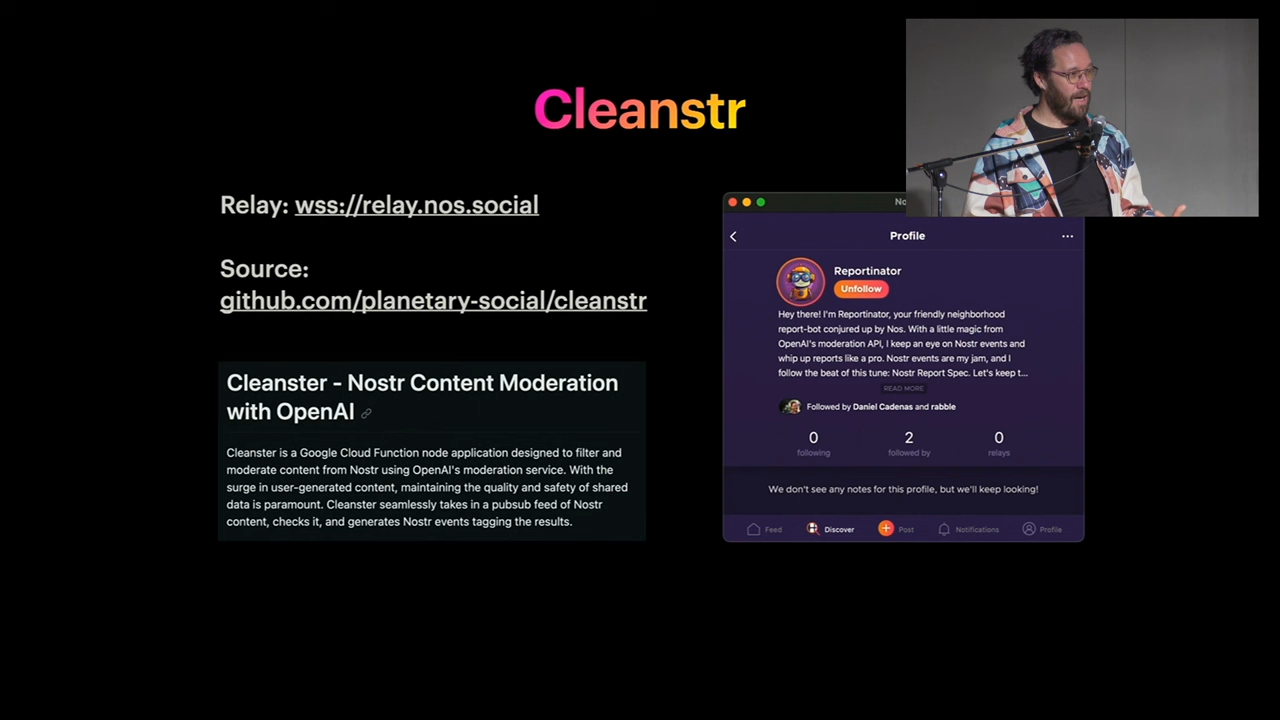 Cleanstr
Relay: wss://relay.nos.social
Source:
github.com/planetary-social/cleanstr
Cleanster - Nostr Content Moderation
with OpenAI
Cleanster is a Google Cloud Function node application designed to filter and
moderate content from Nostr using OpenAI's moderation service. With the
surge in user-generated content, maintaining the quality and safety of shared
data is paramount. Cleanster seamlessly takes in a pubsub feed of Nostr
content, checks it, and generates Nostr events tagging the results.
Profile
Reportinator
Unfollow
Hey there! I'm Reportinator, your friendly neighborhood
report-bot conjured up by Nos. With a little magic from
OpenAI's moderation API, I keep an eye on Nostr events and
whip up reports like a pro. Nostr events are my jam, and I
follow the beat of this tune: Nostr Report Spec. Let's keep t...
READ MORE
Followed by Daniel Cadenas and rabble
0 2 0
following followed by relays
We don't see any notes for this profile, but we'll keep looking!
Feed Discover Post Notifications Profile